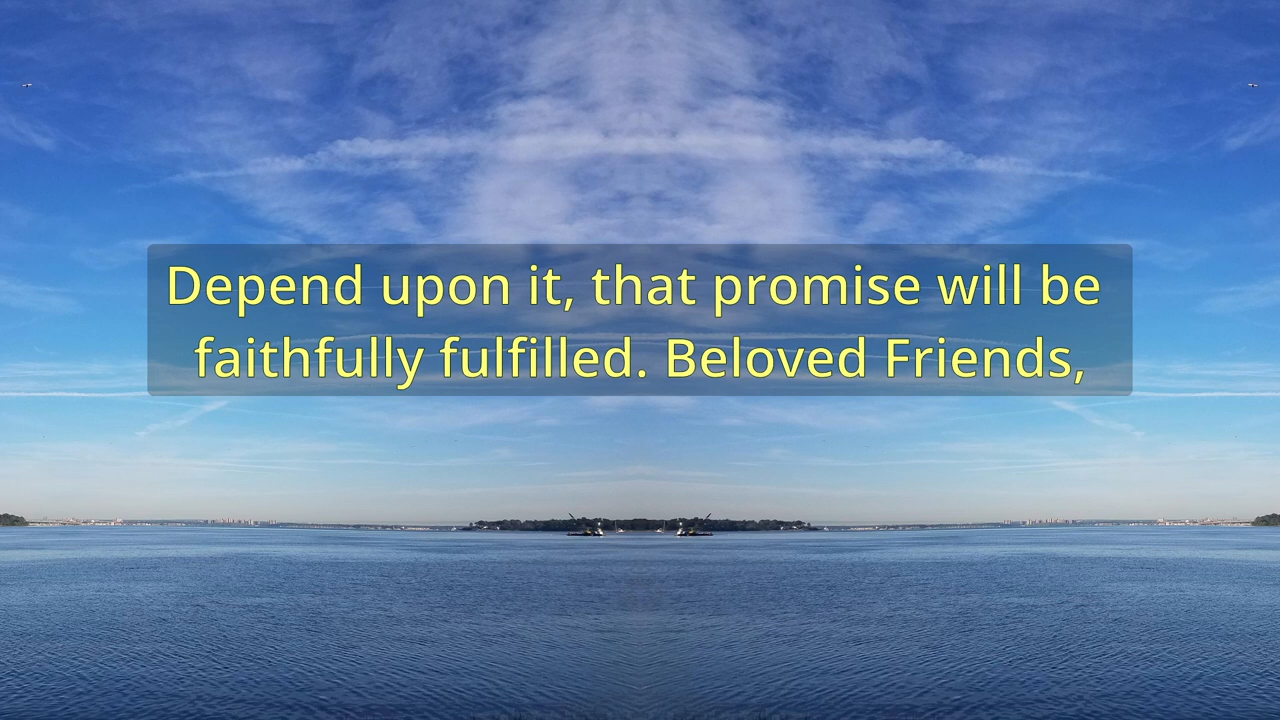 Depend upon it, that promise will be
faithfully fulfilled. Beloved Friends,